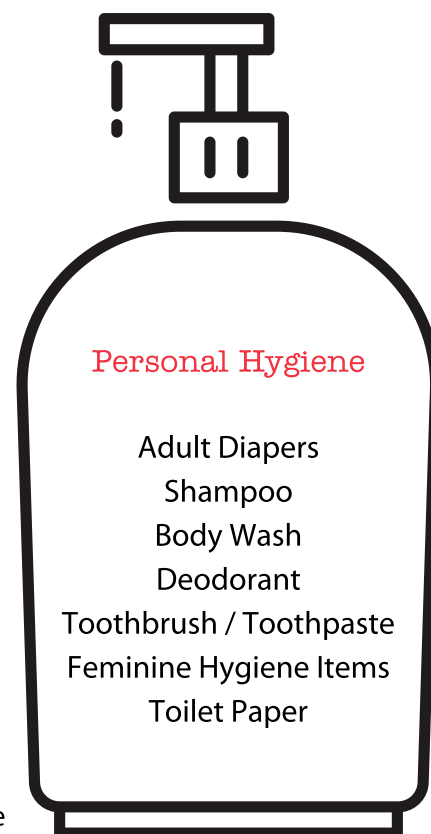 Personal Hygiene
Adult Diapers
Shampoo
Body Wash
Deodorant
Toothbrush / Toothpaste
Feminine Hygiene Items
Toilet Paper